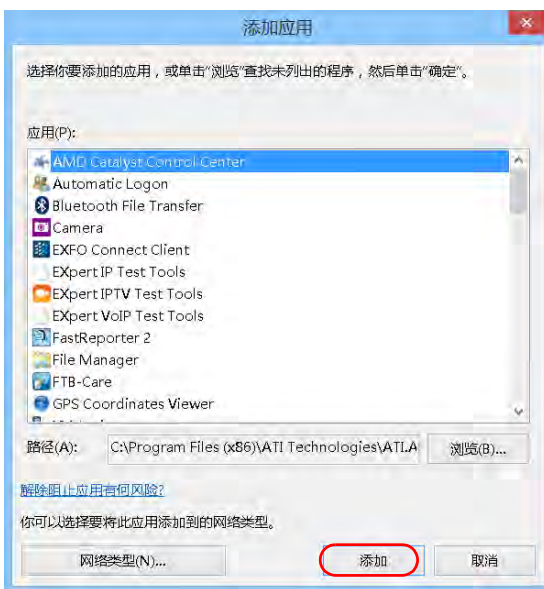 添加应用
选择你要添加的应用，或单击“浏览”查找未列出的程序，然后单击“确定”。
应用(P):
AMD Catalyst Control Center
Automatic Logon
Bluetooth File Transfer
Camera
EXFO Connect Client
EXpert IP Test Tools
EXpert IPTV Test Tools
EXpert VoIP Test Tools
FastReporter 2
File Manager
FTB-Care
GPS Coordinates Viewer
路径(A): C:\Program Files (x86)\ATI Technologies\ATI.A 浏览(B)...
解除阻止应用有何风险?
你可以选择要将此应用添加到的网络类型。
网络类型(N)... 添加 取消